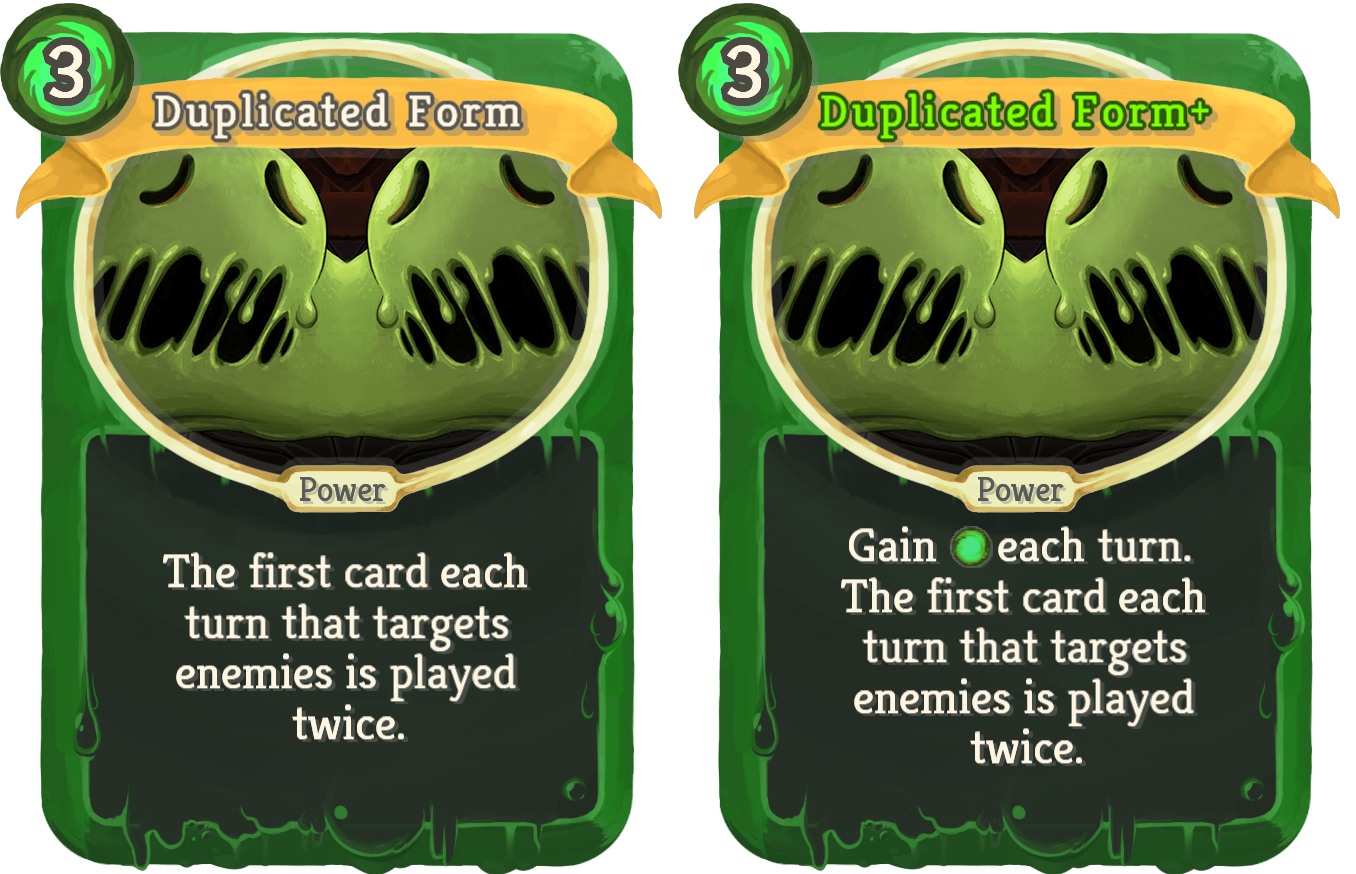 3
Duplicated Form
Power
The first card each
turn that targets
enemies is played
twice.
3
Duplicated Form+
Power
Gain each turn.
The first card each
turn that targets
enemies is played
twice.